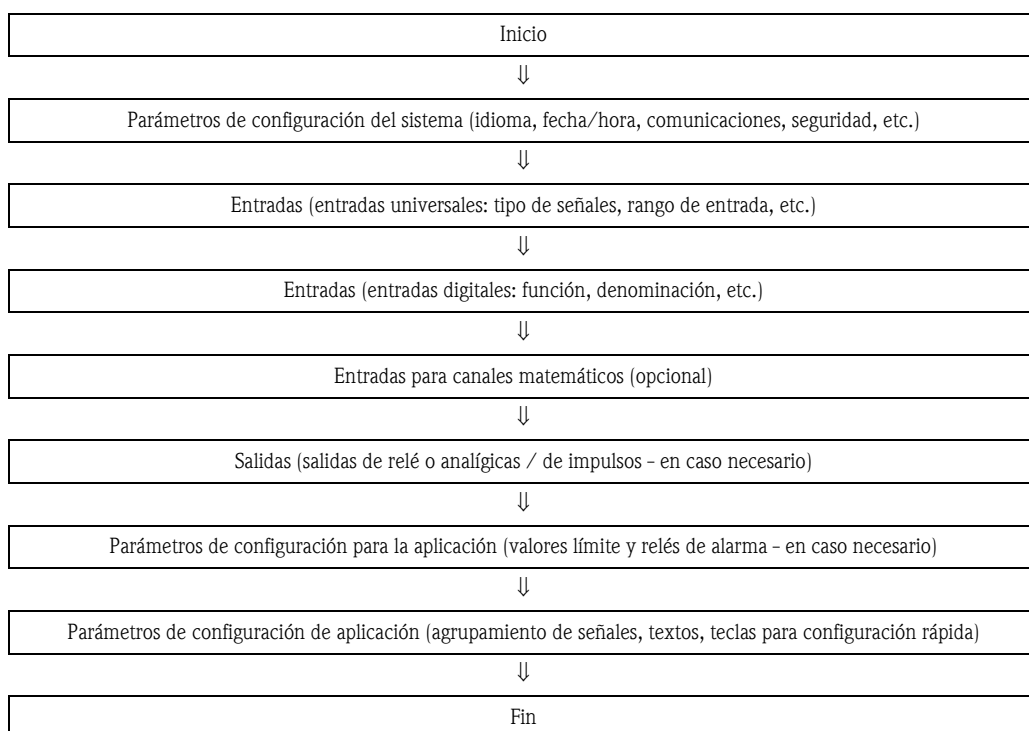 Inicio
⇓
Parámetros de configuración del sistema (idioma, fecha/hora, comunicaciones, seguridad, etc.)
⇓
Entradas (entradas universales: tipo de señales, rango de entrada, etc.)
⇓
Entradas (entradas digitales: función, denominación, etc.)
⇓
Entradas para canales matemáticos (opcional)
⇓
Salidas (salidas de relé o analógicas / de impulsos - en caso necesario)
⇓
Parámetros de configuración para la aplicación (valores límite y relés de alarma - en caso necesario)
⇓
Parámetros de configuración de aplicación (agrupamiento de señales, textos, teclas para configuración rápida)
⇓
Fin